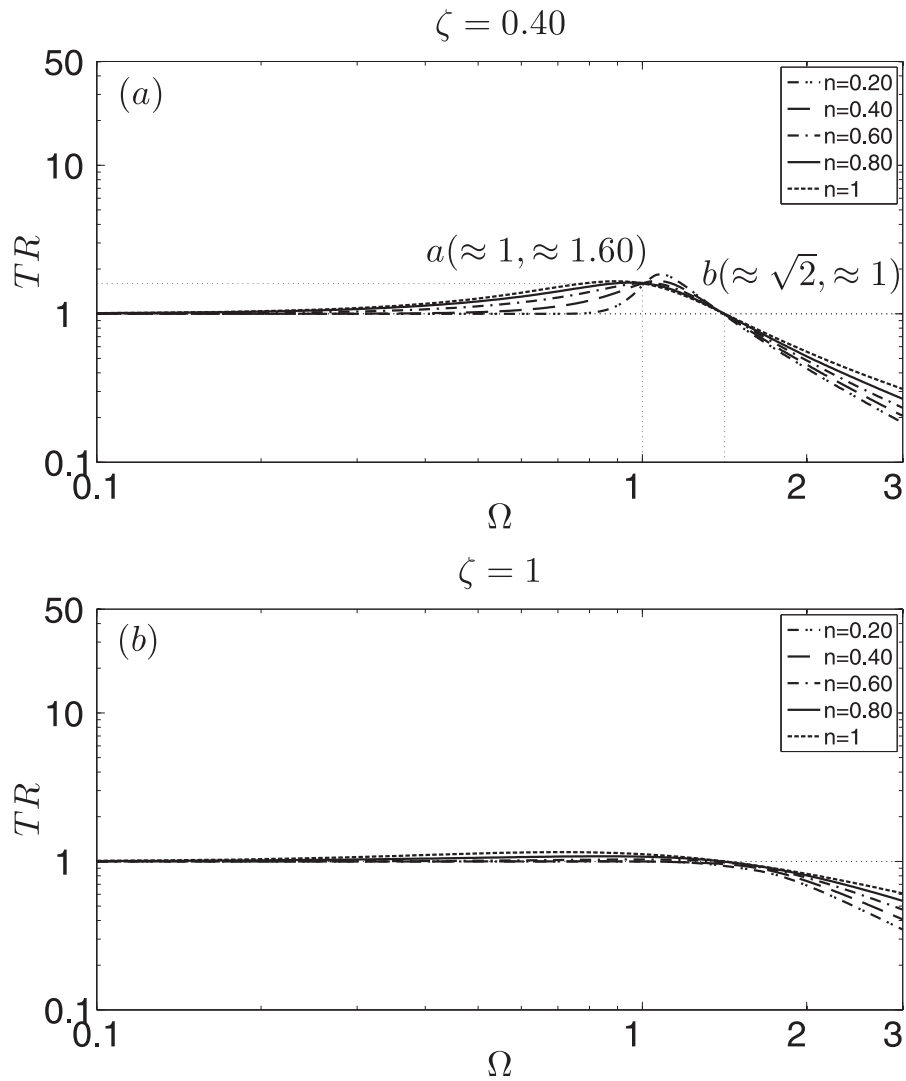 ζ = 0.40
50
(a)
n=0.20
n=0.40
n=0.60
n=0.80
n=1
10
a(≈ 1, ≈ 1.60)
b(≈ √2, ≈ 1)
TR
1
0.1
0.1
1
2
3
Ω
ζ = 1
50
(b)
n=0.20
n=0.40
n=0.60
n=0.80
n=1
10
TR
1
0.1
0.1
1
2
3
Ω